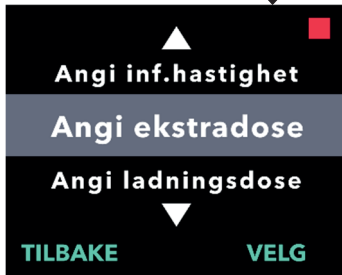 Angi inf.hastighet
Angi ekstradose
Angi ladningsdose
TILBAKE VELG